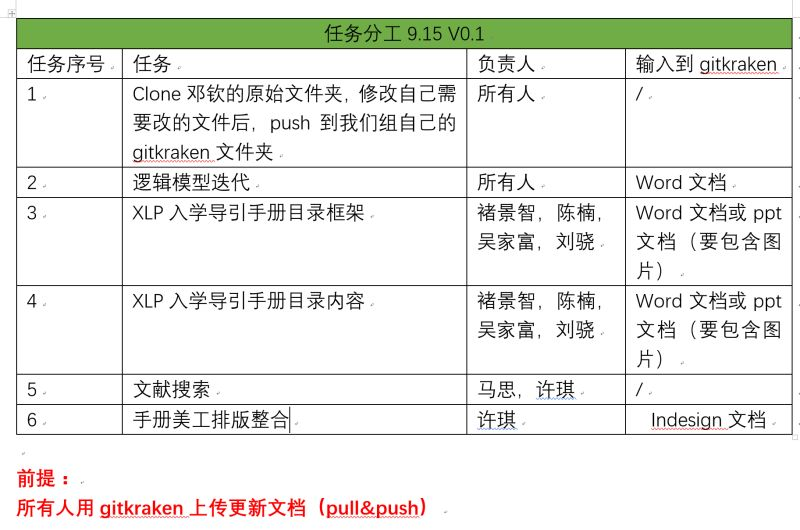 任务分工 9.15 V0.1
任务序号 任务 负责人 输入到 gitkraken
1 Clone 邓钦的原始文件夹, 修改自己需 所有人 /
要改的文件后，push 到我们组自己的
gitkraken 文件夹
2 逻辑模型迭代 所有人 Word 文档
3 XLP 入学导引手册目录框架 褚景智，陈楠， Word 文档或 ppt
吴家富，刘骁 文档（要包含图
片）
4 XLP 入学导引手册目录内容 褚景智，陈楠， Word 文档或 ppt
吴家富，刘骁 文档（要包含图
片）
5 文献搜索 马思，许琪 /
6 手册美工排版整合 许琪 Indesign 文档
前提：
所有人用 gitkraken 上传更新文档（pull&push）